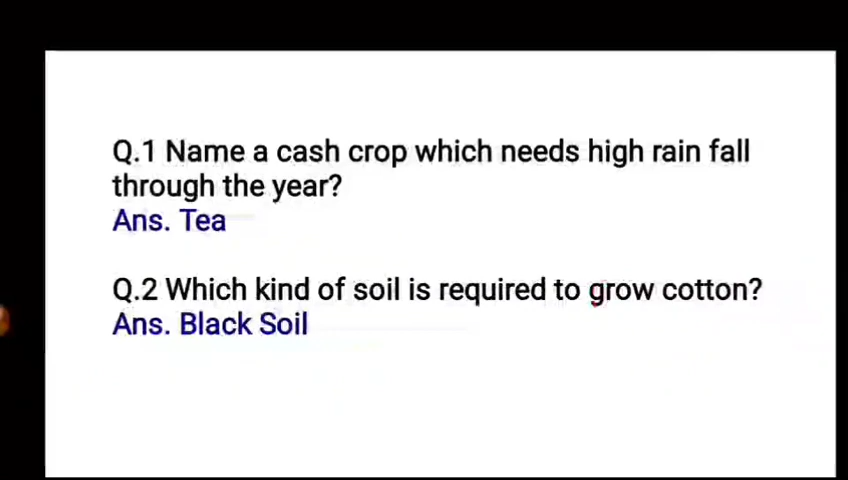 Q.1 Name a cash crop which needs high rain fall
through the year?
Ans. Tea
Q.2 Which kind of soil is required to grow cotton?
Ans. Black Soil